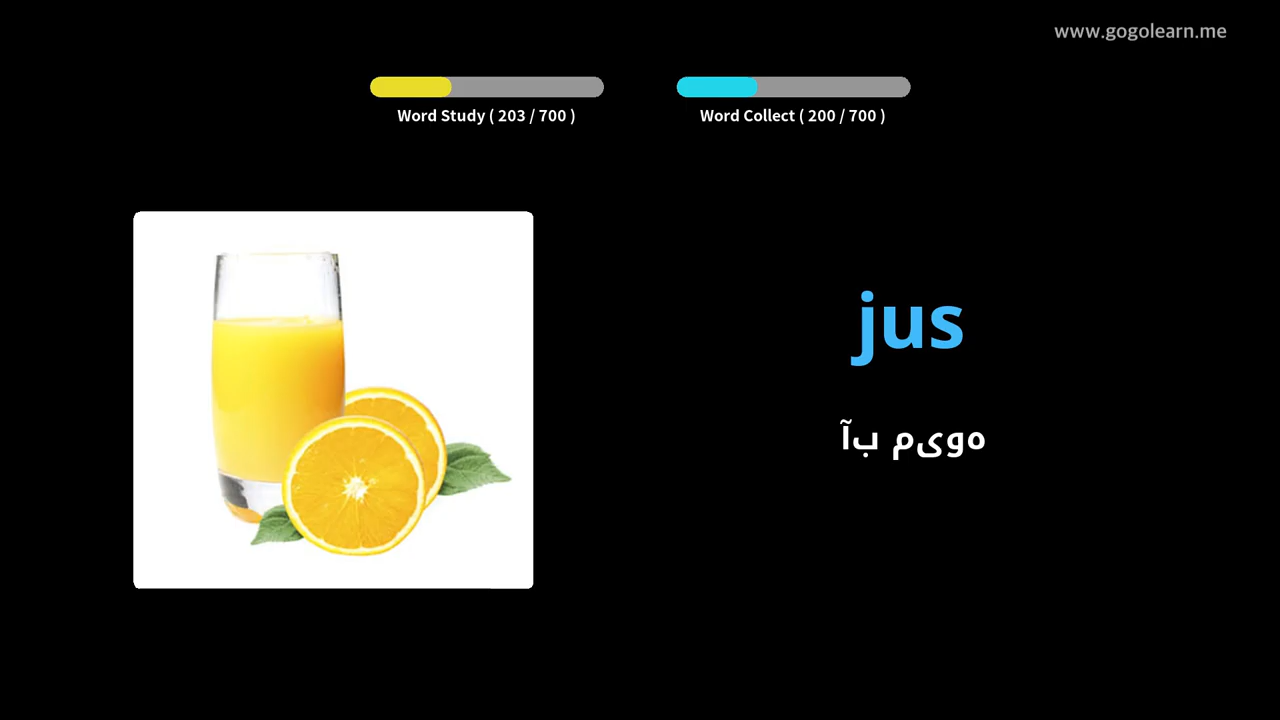 www.gogolearn.me
Word Study ( 203 / 700 )
Word Collect ( 200 / 700 )
jus
آب میوه